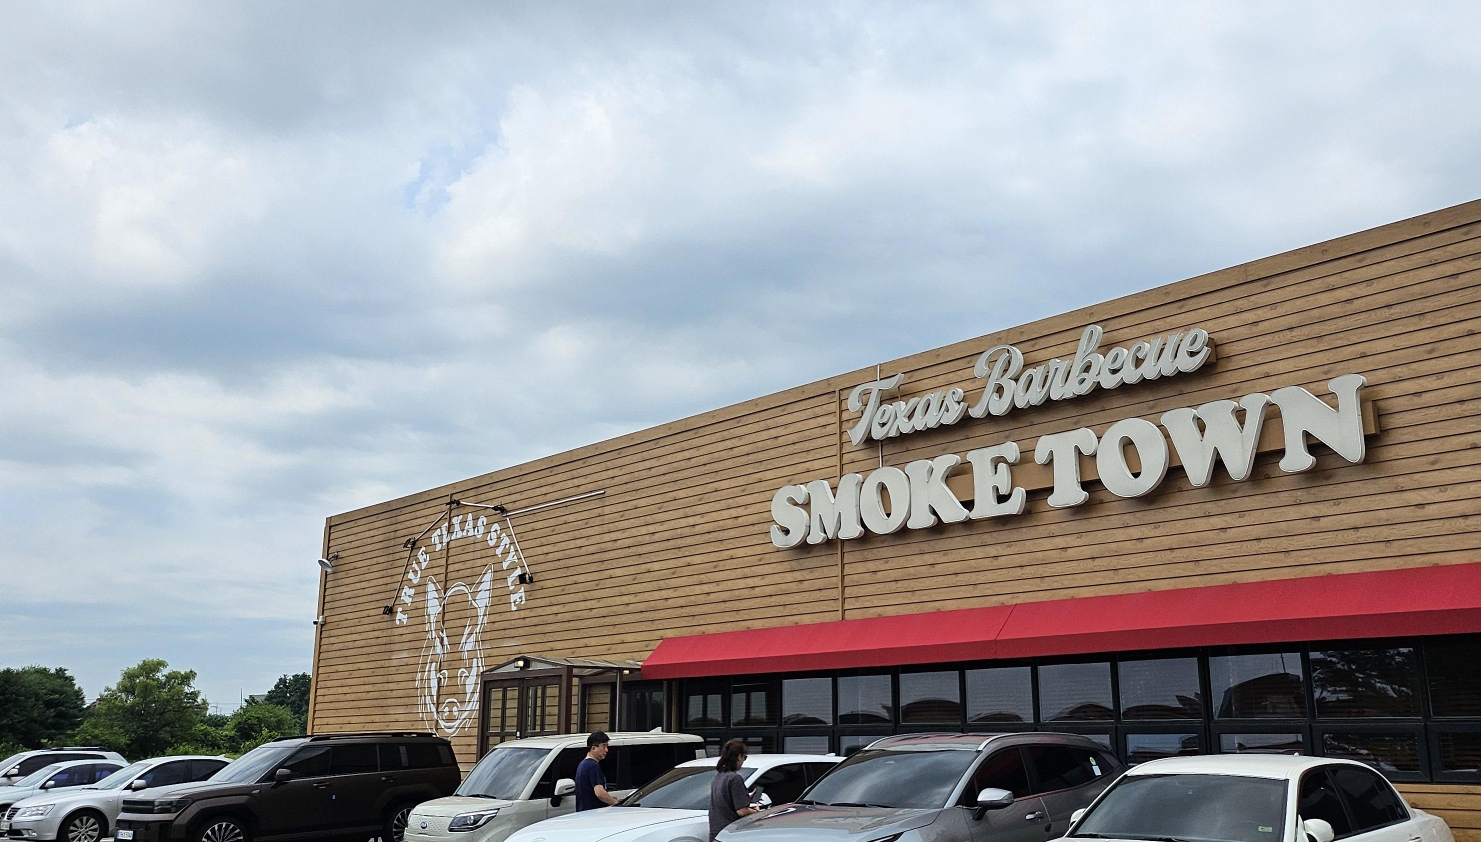 Texas Barbecue
SMOKE TOWN
TRUE TEXAS STYLE